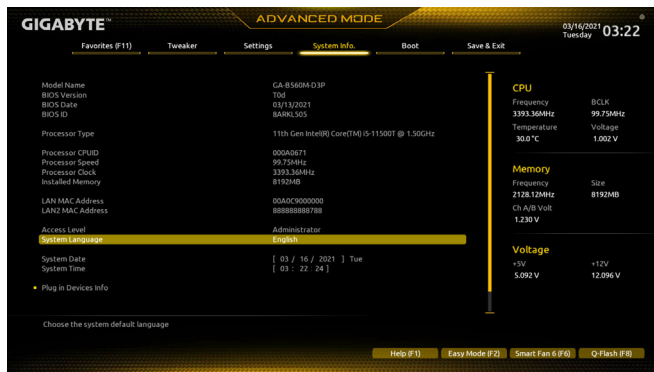 GIGABYTE™
ADVANCED MODE
03/16/2021 Tuesday 03:22
Favorites (F11) Tweaker Settings System Info. Boot Save & Exit
Model Name GA-B560M-D3P
BIOS Version T0d
BIOS Date 03/13/2021
BIOS ID 8ARKL505
Processor Type 11th Gen Intel(R) Core(TM) i5-11500T @ 1.50GHz
Processor CPUID 000A0671
Processor Speed 99.75MHz
Processor Clock 3393.36MHz
Installed Memory 8192MB
LAN MAC Address 00A0C9000000
LAN2 MAC Address 888888888788
Access Level Administrator
System Language English
System Date [ 03 / 16 / 2021 ] Tue
System Time [ 03 : 22 : 24 ]
Plug in Devices Info
Choose the system default language
CPU
Frequency BCLK
3393.36MHz 99.75MHz
Temperature Voltage
30.0 °C 1.002 V
Memory
Frequency Size
2128.12MHz 8192MB
Ch A/B Volt
1.230 V
Voltage
+5V +12V
5.092 V 12.096 V
Help (F1) Easy Mode (F2) Smart Fan 6 (F6) Q-Flash (F8)